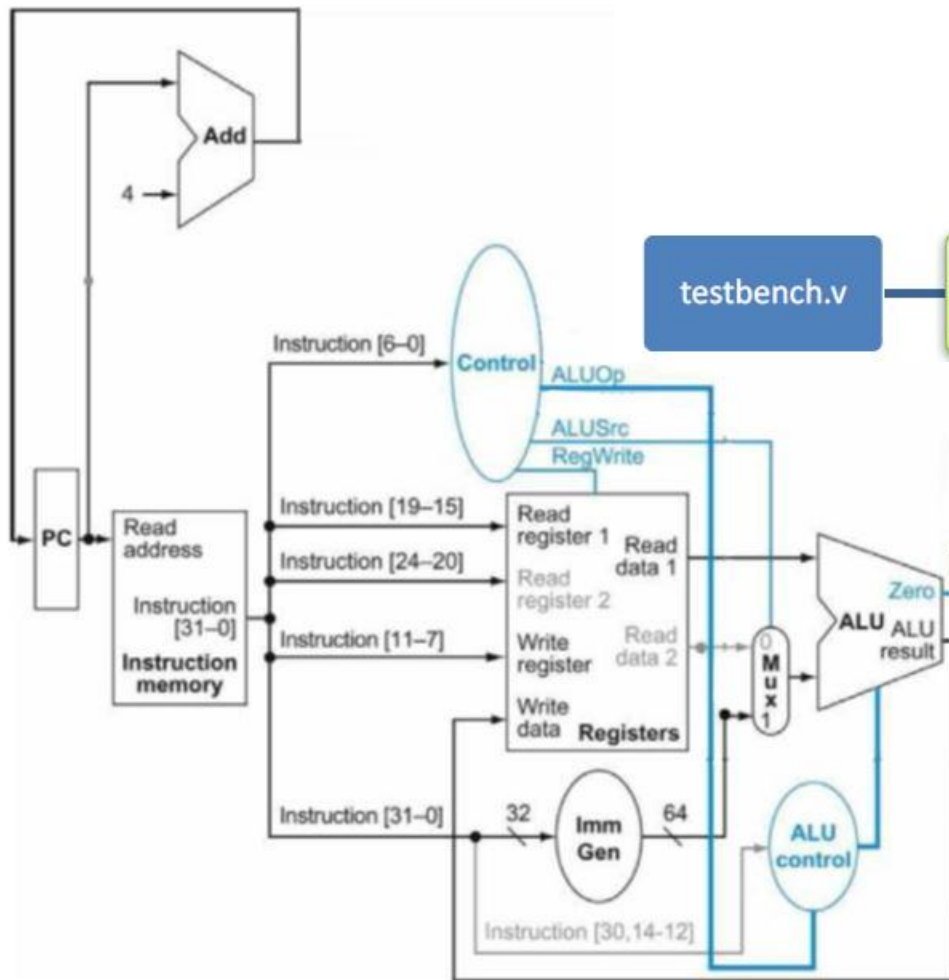 Add
4
testbench.v
Instruction [6–0]
Control
ALUOp
ALUSrc
RegWrite
PC
Read
address
Instruction
[31–0]
Instruction
memory
Instruction [19–15]
Instruction [24–20]
Instruction [11–7]
Read
register 1
Read
data 1
Read
register 2
Write
register
Read
data 2
Write
data
Registers
0
M
u
x
1
Zero
ALU
ALU
result
Instruction [31–0]
32
Imm
Gen
64
ALU
control
Instruction [30,14-12]